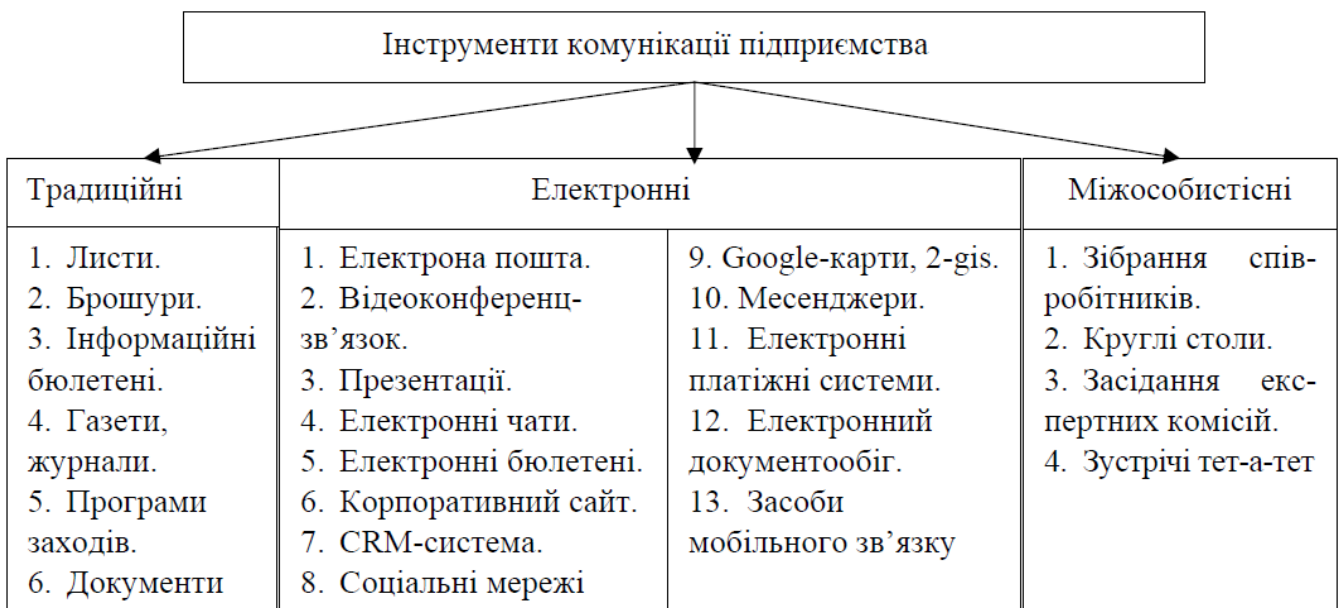 Інструменти комунікації підприємства
Традиційні
1. Листи.
2. Брошури.
3. Інформаційні
бюлетені.
4. Газети,
журнали.
5. Програми
заходів.
6. Документи
Електронні
1. Електрона пошта.
2. Відеоконференц-
зв’язок.
3. Презентації.
4. Електронні чати.
5. Електронні бюлетені.
6. Корпоративний сайт.
7. CRM-система.
8. Соціальні мережі
9. Google-карти, 2-gis.
10. Месенджери.
11. Електронні
платіжні системи.
12. Електронний
документообіг.
13. Засоби
мобільного зв’язку
Міжособистісні
1. Зібрання спів-
робітників.
2. Круглі столи.
3. Засідання екс-
пертних комісій.
4. Зустрічі тет-а-тет